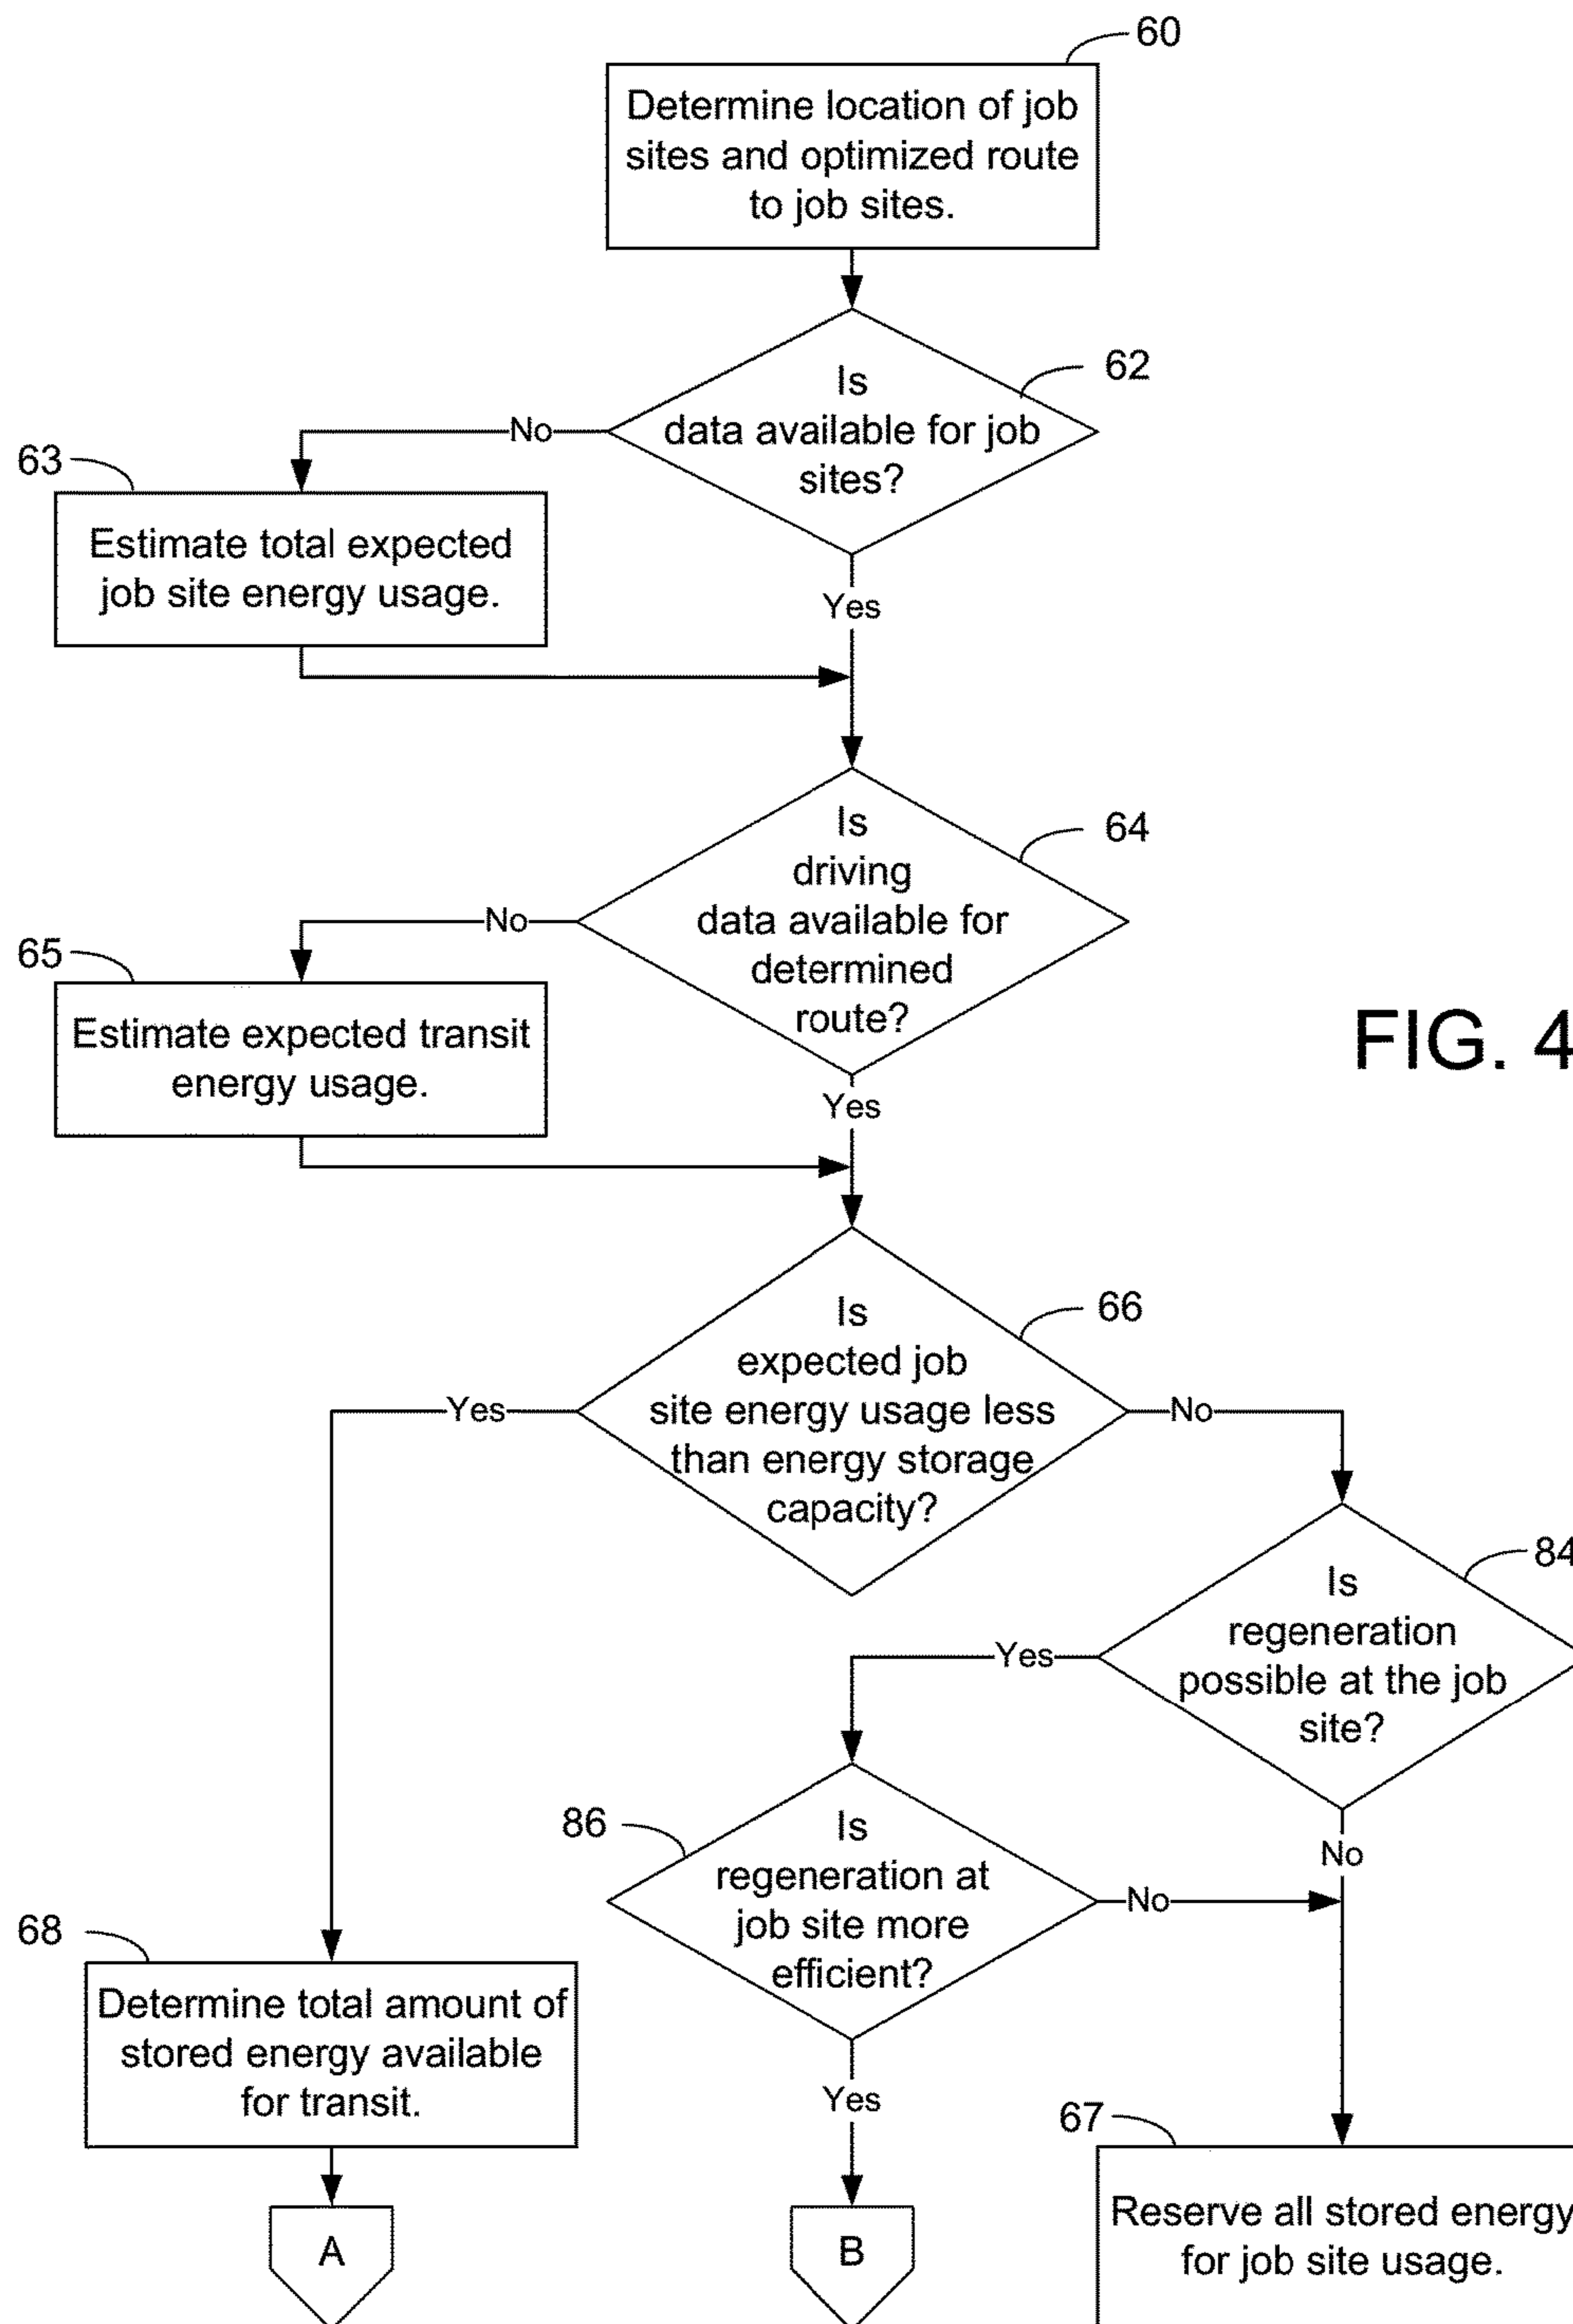 60
Determine location of job
sites and optimized route
to job sites.
62
Is
data available for job
sites?
No
63
Estimate total expected
job site energy usage.
Yes
64
Is
driving
data available for
determined
route?
No
65
Estimate expected transit
energy usage.
FIG. 4
Yes
66
Is
expected job
site energy usage less
than energy storage
capacity?
Yes
No
84
Is
regeneration
possible at the job
site?
Yes
86
Is
regeneration at
job site more
efficient?
No
No
68
Determine total amount of
stored energy available
for transit.
Yes
67
Reserve all stored energy
for job site usage.
A
B